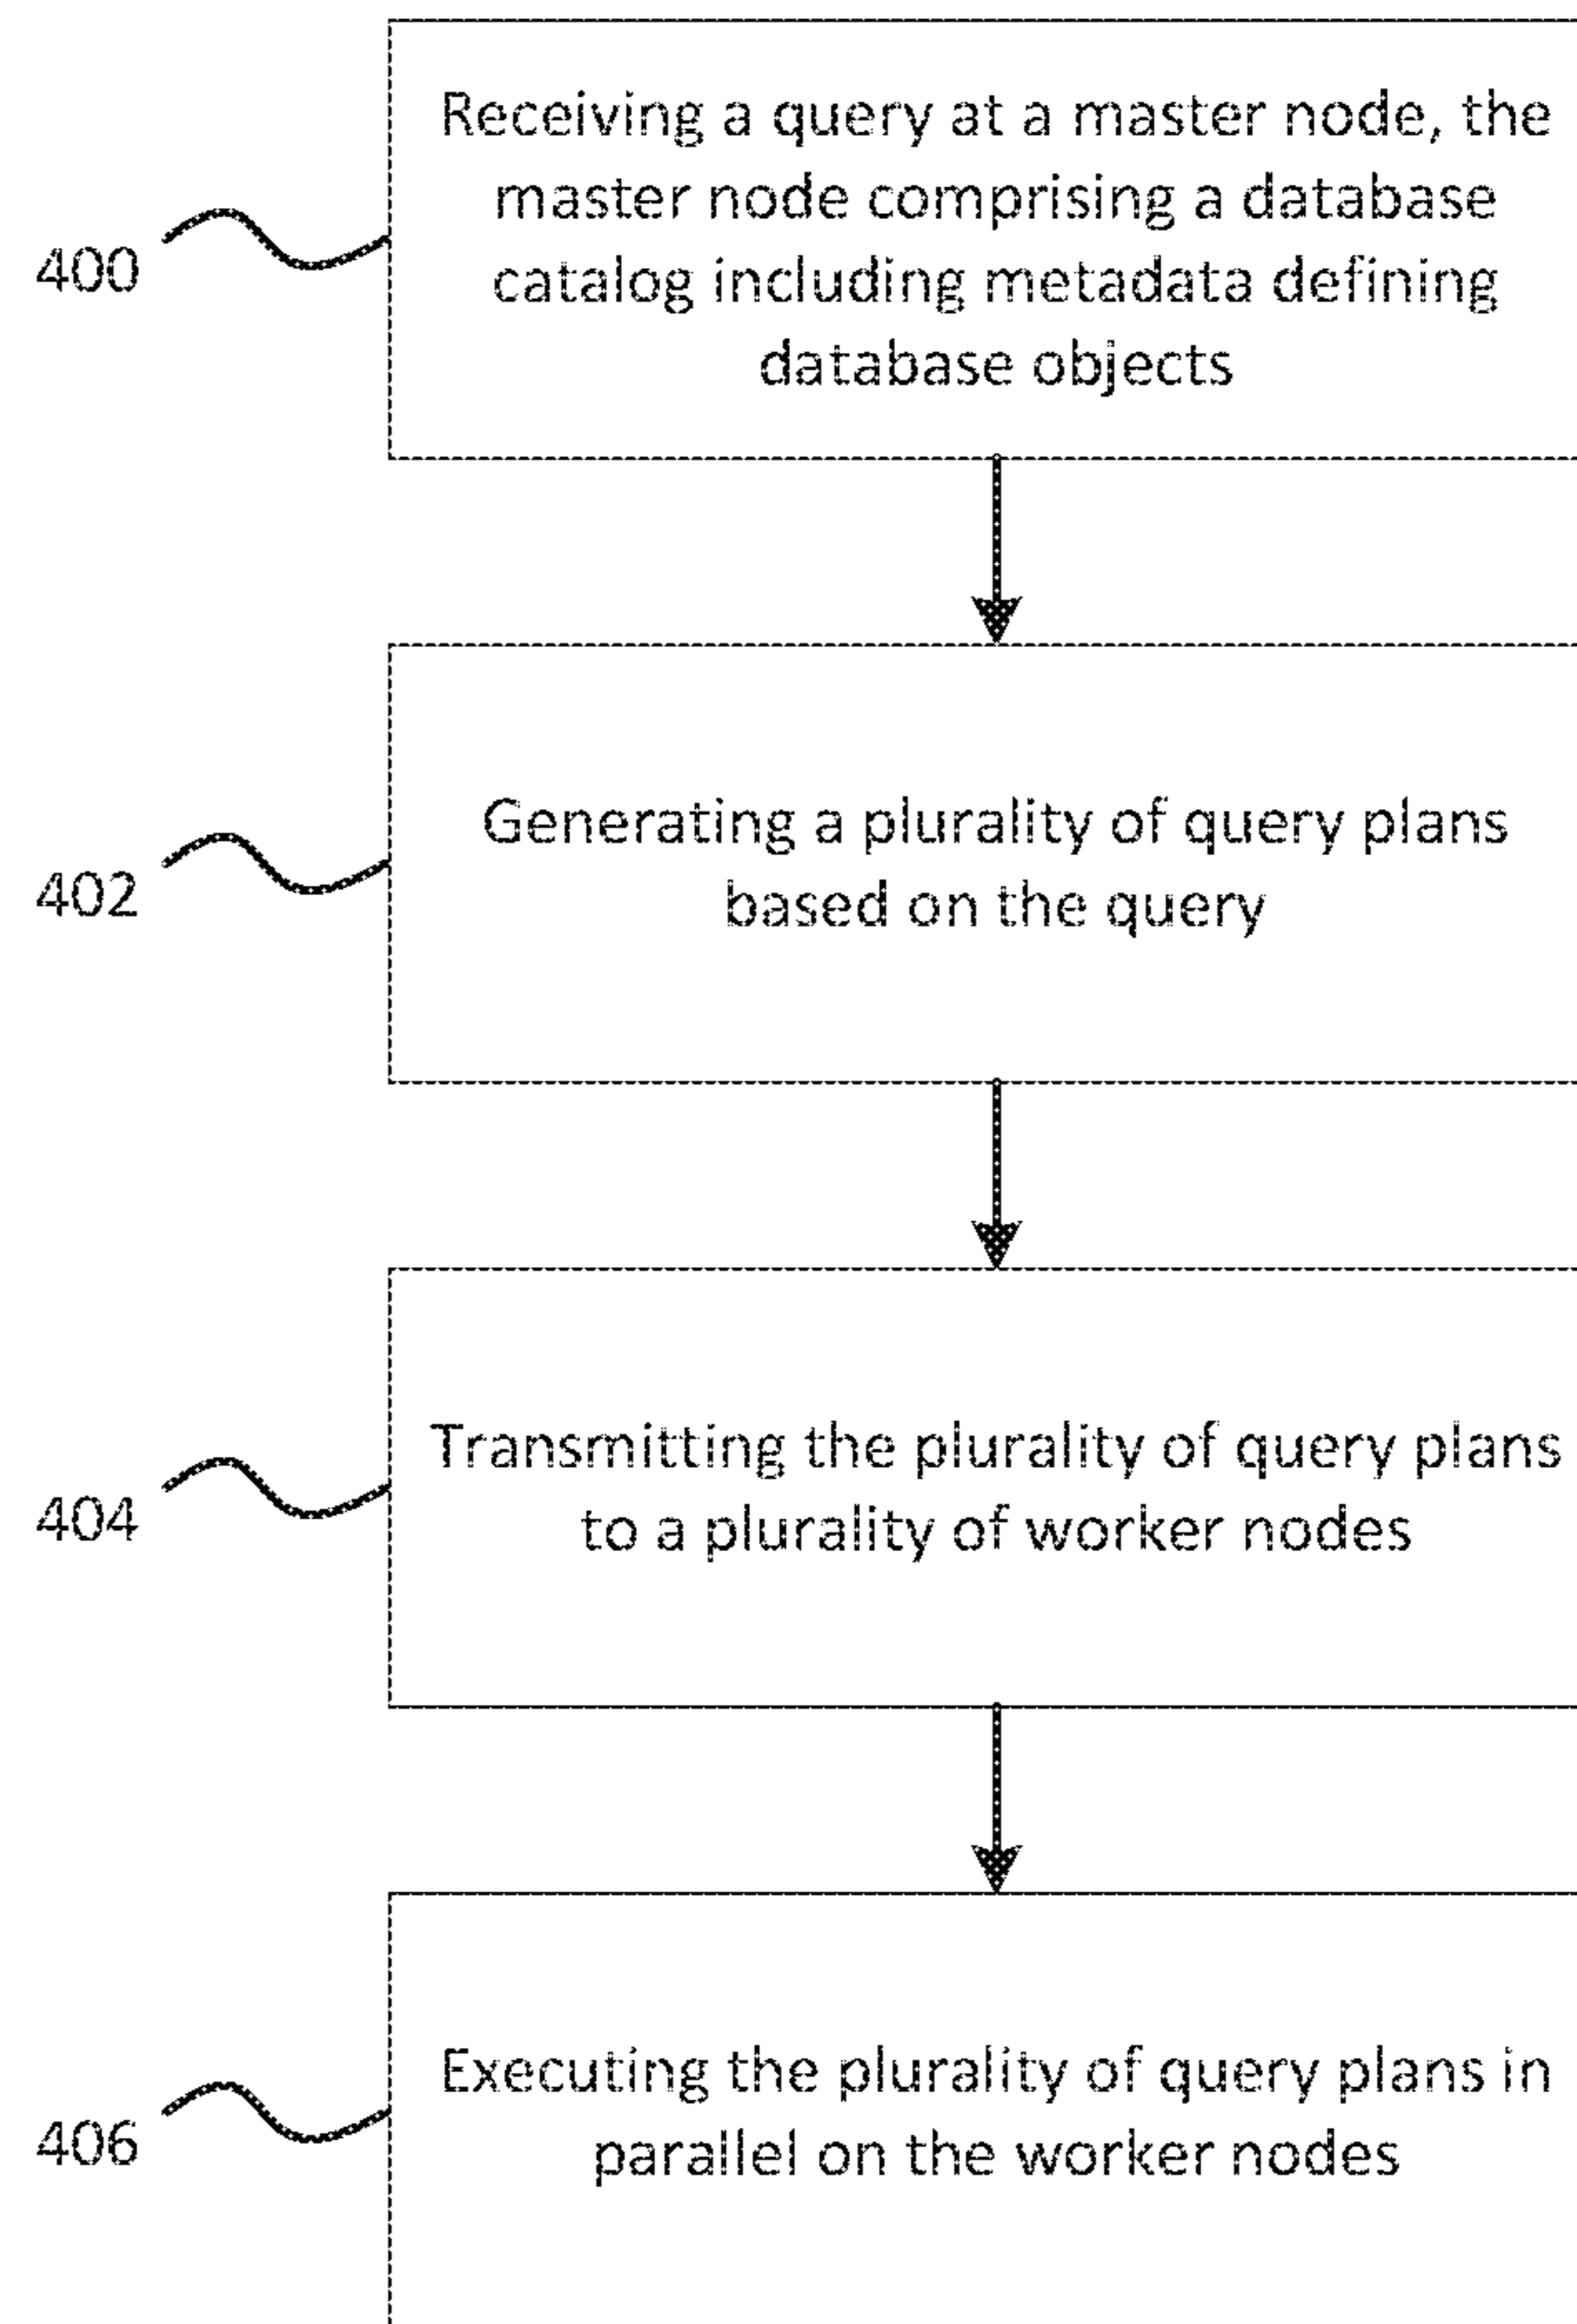 Receiving a query at a master node, the
master node comprising a database
catalog including metadata defining
database objects
400
Generating a plurality of query plans
based on the query
402
Transmitting the plurality of query plans
to a plurality of worker nodes
404
Executing the plurality of query plans in
parallel on the worker nodes
406